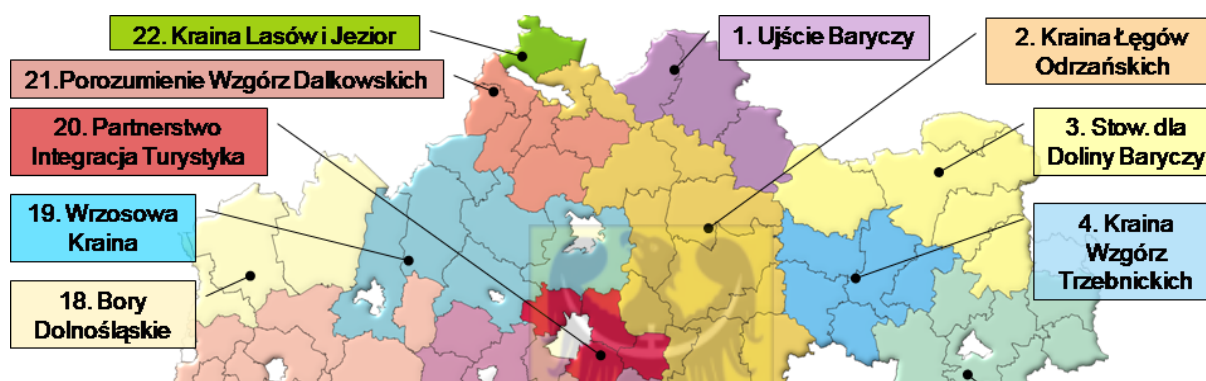 22. Kraina Lasów i Jezior
1. Ujście Baryczy
2. Kraina Łęgów
Odrzańskich
21.Porozumienie Wzgórz Dalkowskich
20. Partnerstwo
Integracja Turystyka
3. Stow. dla
Doliny Baryczy
19. Wrzosowa
Kraina
4. Kraina
Wzgórz
Trzebnickich
18. Bory
Dolnośląskie